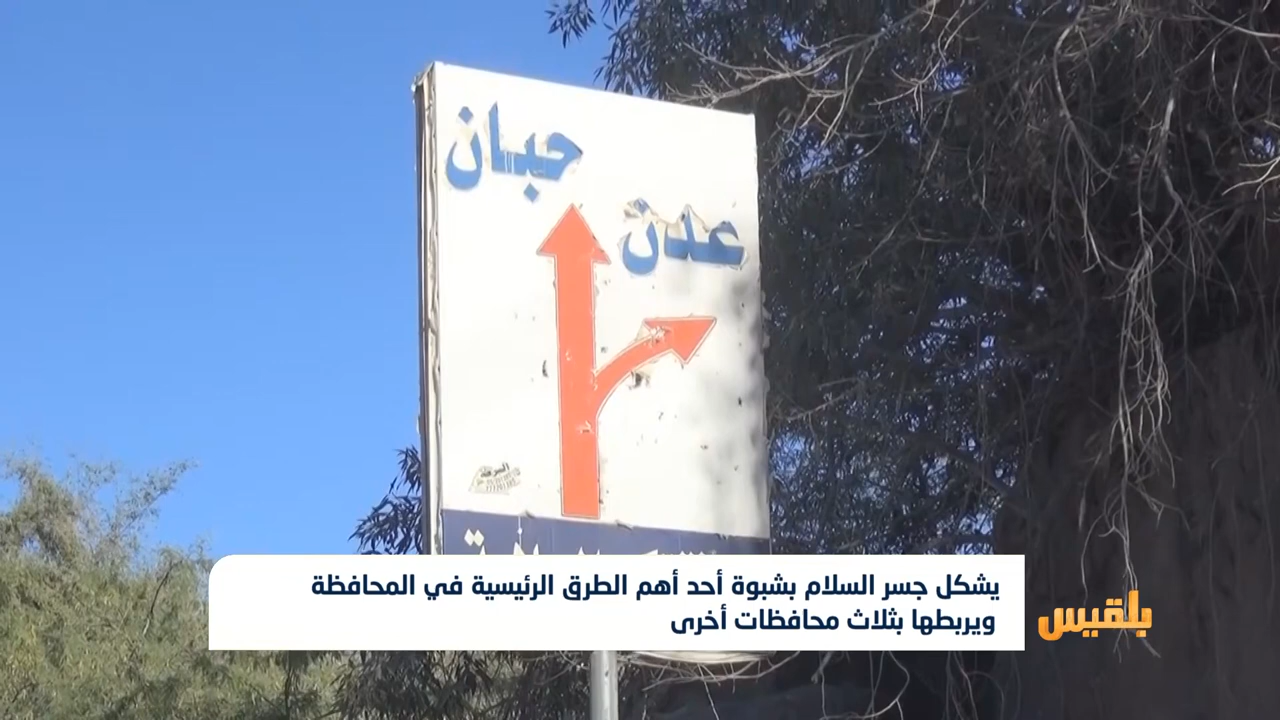 حبان
عدن
يشكل جسر السلام بشبوة أحد أهم الطرق الرئيسية في المحافظة
ويربطها بثلاث محافظات أخرى
بلقيس